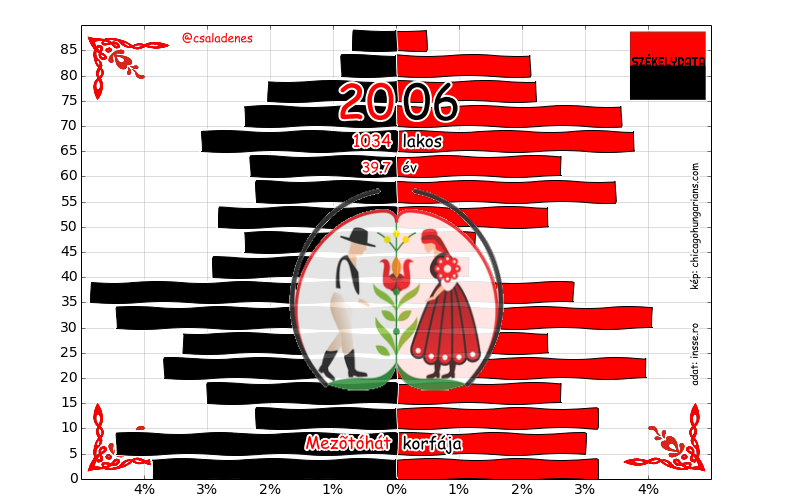 @csaladenes
SZÉKELYDATA
2006
1034 lakos
39.7 év
kép: chicagohungarians.com
adat: insse.ro
Mezőtóhát korfája
85
80
75
70
65
60
55
50
45
40
35
30
25
20
15
10
5
0
4% 3% 2% 1% 0% 1% 2% 3% 4%